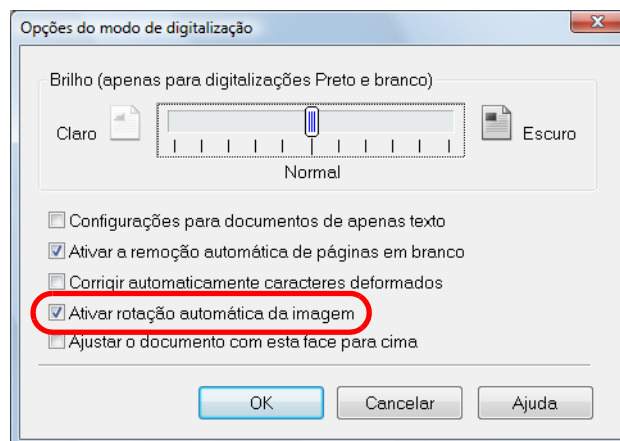 Opções do modo de digitalização
Brilho (apenas para digitalizações Preto e branco)
Claro
Escuro
Normal
Configurações para documentos de apenas texto
Ativar a remoção automática de páginas em branco
Corrigir automaticamente caracteres deformados
Ativar rotação automática da imagem
Ajustar o documento com esta face para cima
OK Cancelar Ajuda